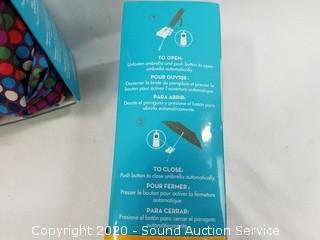 1
TO OPEN:
Unfasten umbrella and push button to open
umbrella automatically.
POUR OUVRIR :
Desserrer la bride du parapluie et presser le
bouton pour activer l'ouverture automatique
PARA ABRIR:
Desate el paraguas y presione el botón para
abrirlo automáticamente.
2
TO CLOSE:
Push button to close umbrella automatically.
POUR FERMER :
Presser le bouton pour activer la fermeture
automatique.
PARA CERRAR:
Presione el botón para cerrar el paraguas
Copyright 2020 - Sound Auction Service